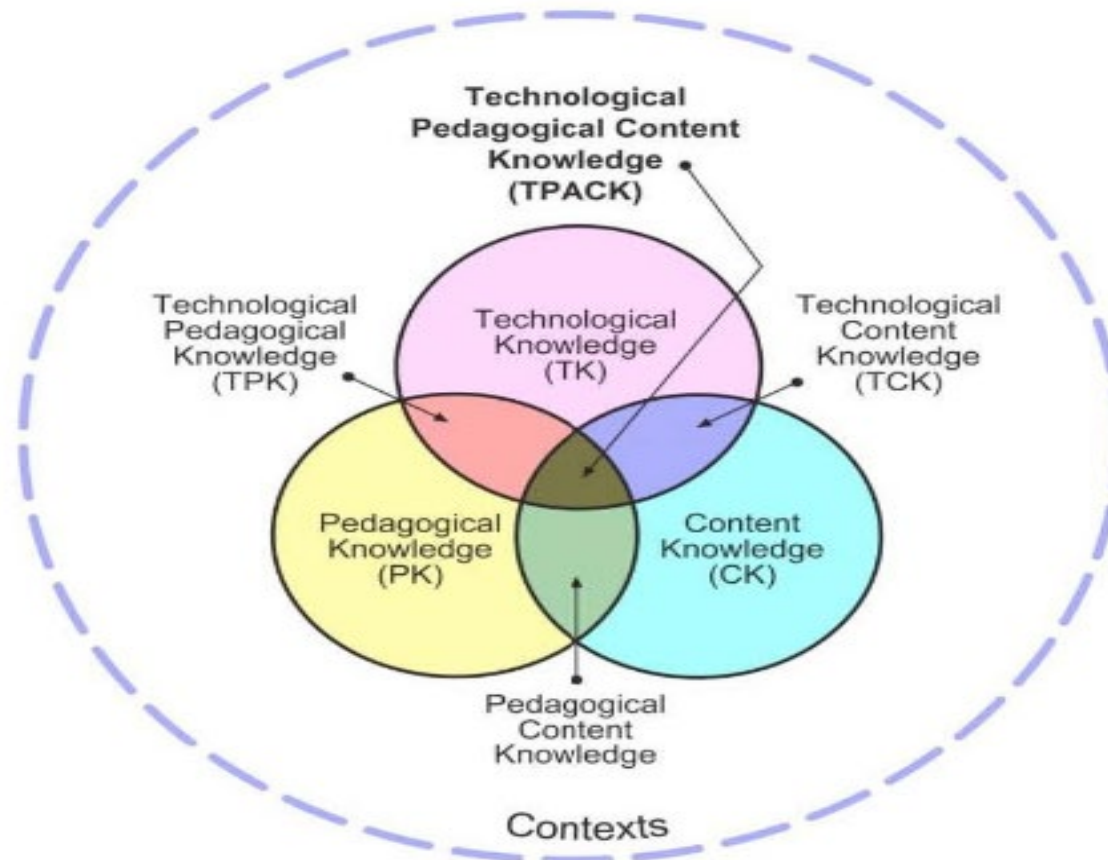 Technological
Pedagogical Content
Knowledge
(TPACK)
Technological
Pedagogical
Knowledge
(TPK)
Technological
Knowledge
(TK)
Technological
Content
Knowledge
(TCK)
Pedagogical
Knowledge
(PK)
Content
Knowledge
(CK)
Pedagogical
Content
Knowledge
Contexts